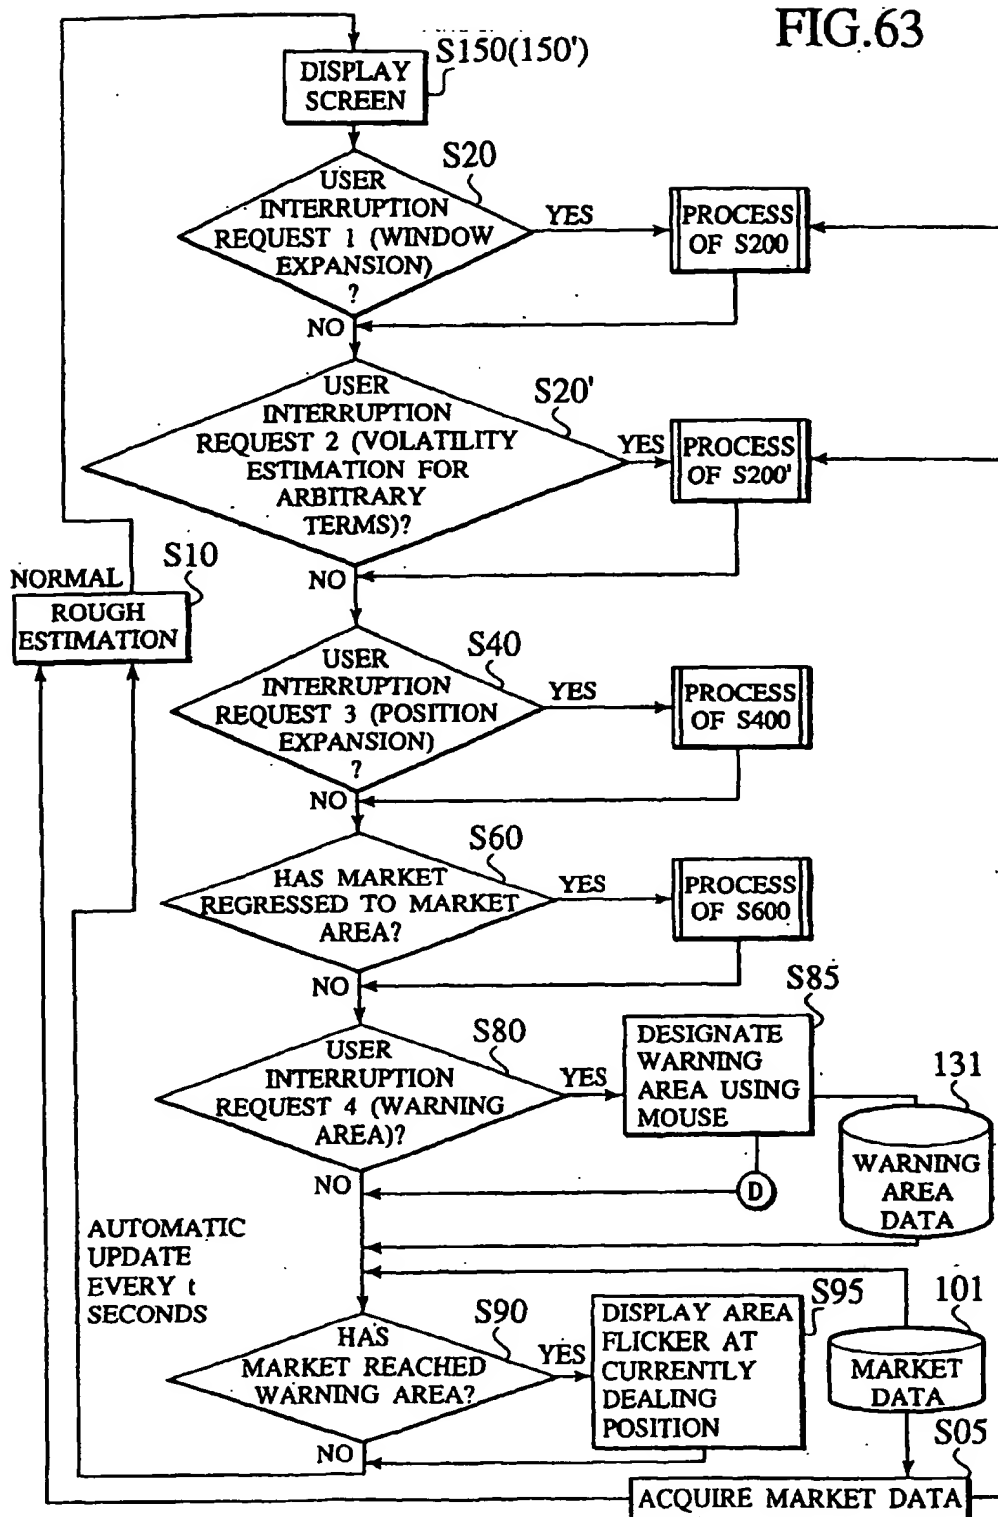 FIG.63
S150(150')
DISPLAY
SCREEN
S20
USER
INTERRUPTION
REQUEST 1 (WINDOW
EXPANSION)
?
YES
PROCESS
OF S200
NO
S20'
USER
INTERRUPTION
REQUEST 2 (VOLATILITY
ESTIMATION FOR
ARBITRARY
TERMS)?
YES
PROCESS
OF S200'
NO
S10
NORMAL
ROUGH
ESTIMATION
S40
USER
INTERRUPTION
REQUEST 3 (POSITION
EXPANSION)
?
YES
PROCESS
OF S400
NO
S60
HAS MARKET
REGRESSED TO MARKET
AREA?
YES
PROCESS
OF S600
NO
S80
USER
INTERRUPTION
REQUEST 4 (WARNING
AREA)?
YES
S85
DESIGNATE
WARNING
AREA USING
MOUSE
131
WARNING
AREA
DATA
NO
D
AUTOMATIC
UPDATE
EVERY t
SECONDS
S90
HAS
MARKET REACHED
WARNING AREA?
YES
S95
DISPLAY AREA
FLICKER AT
CURRENTLY
DEALING
POSITION
101
MARKET
DATA
NO
S05
ACQUIRE MARKET DATA